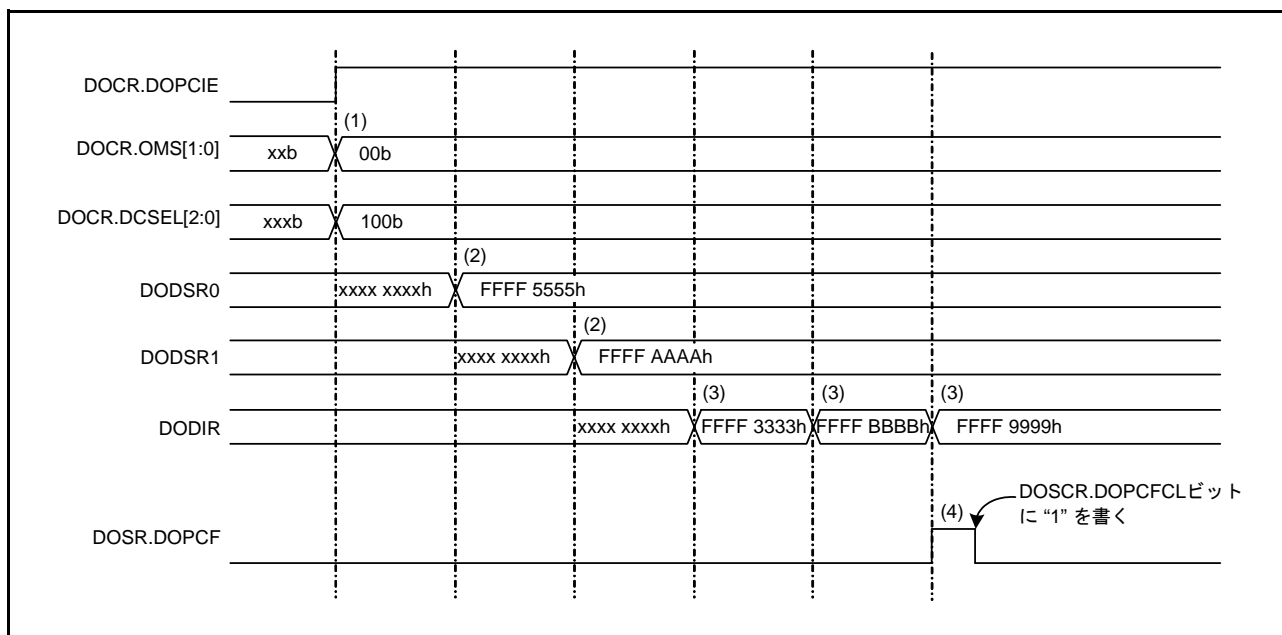 DOCR.DOPCIE
(1)
DOCR.OMS[1:0] xxb 00b
DOCR.DCSEL[2:0] xxxb 100b
(2)
DODSR0 xxxx xxxxh FFFF 5555h
(2)
DODSR1 xxxx xxxxh FFFF AAAAh
(3) (3) (3)
DODIR xxxx xxxxh FFFF 3333h FFFF BBBBh FFFF 9999h
DOSCR.DOPCFCLビット
に “1” を書く
(4)
DOSR.DOPCF